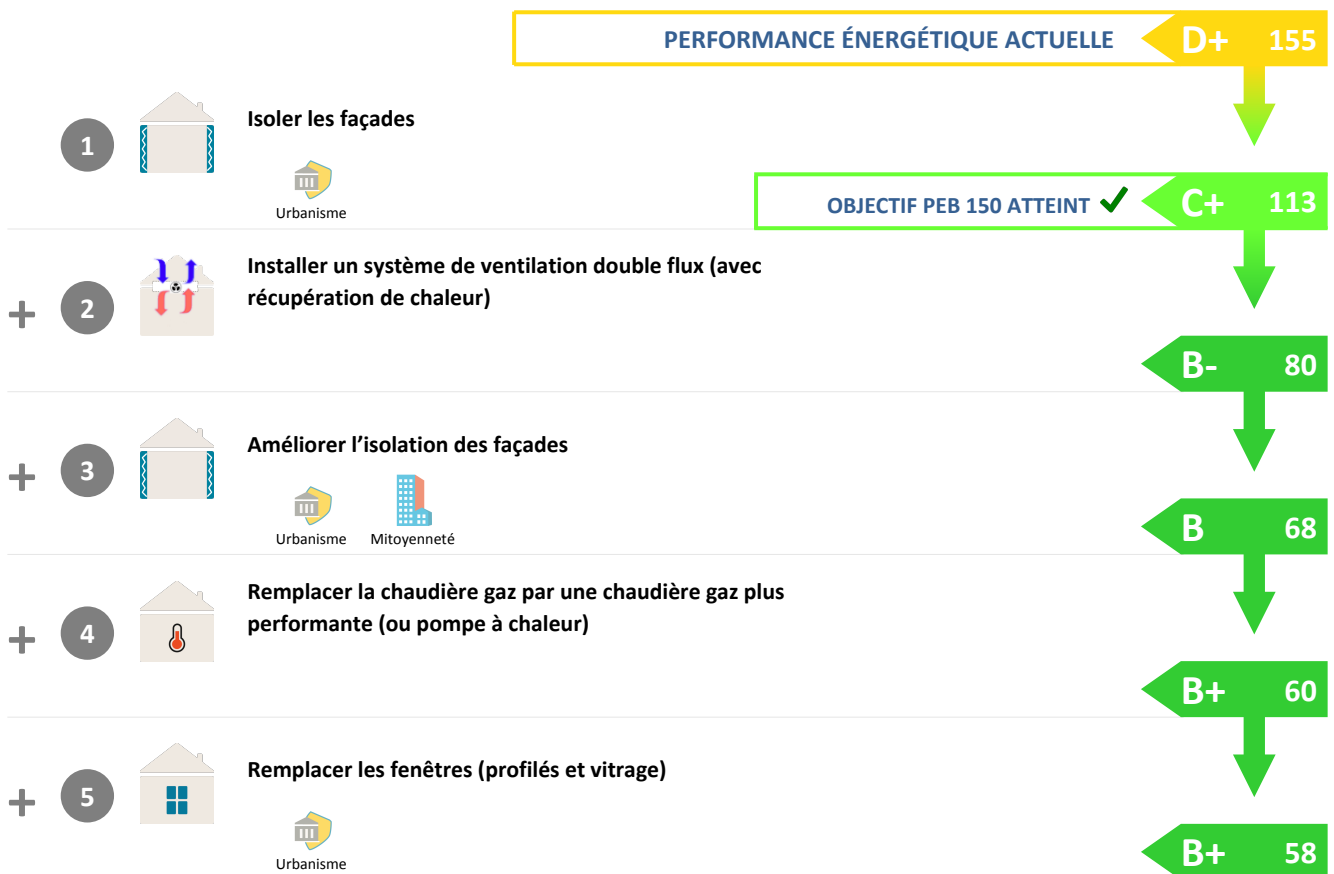 PERFORMANCE ÉNERGÉTIQUE ACTUELLE D+ 155
1 Isoler les façades
Urbanisme
OBJECTIF PEB 150 ATTEINT ✔ C+ 113
+ 2 Installer un système de ventilation double flux (avec
récupération de chaleur)
B- 80
+ 3 Améliorer l’isolation des façades
Urbanisme Mitoyenneté
B 68
+ 4 Remplacer la chaudière gaz par une chaudière gaz plus
performante (ou pompe à chaleur)
B+ 60
+ 5 Remplacer les fenêtres (profilés et vitrage)
Urbanisme
B+ 58